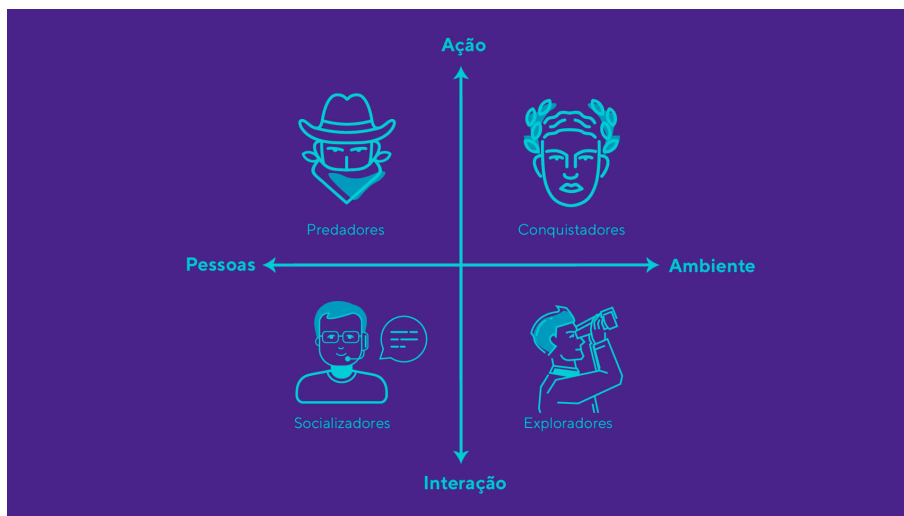 Ação
Predadores
Conquistadores
Pessoas
Ambiente
Socializadores
Exploradores
Interação